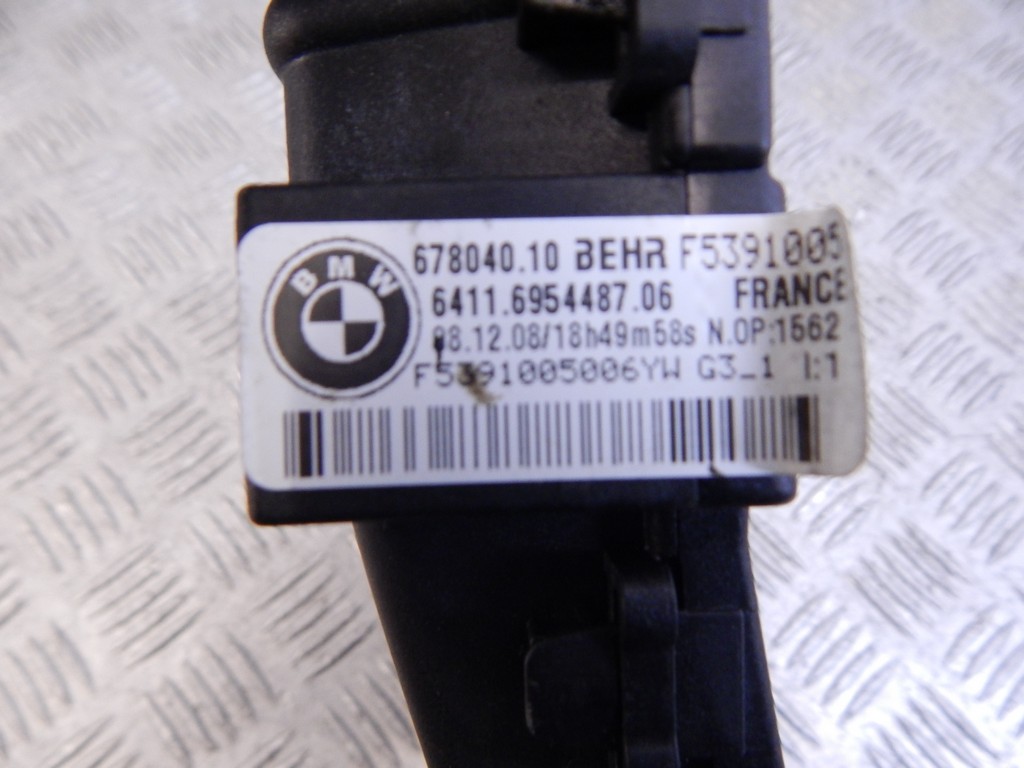 BMW
678040.10 BEHR F5391005
6411.6954487.06 FRANCE
08.12.08/18h49m58s N.OP:1562
F5391005006YW G3_1 I:1